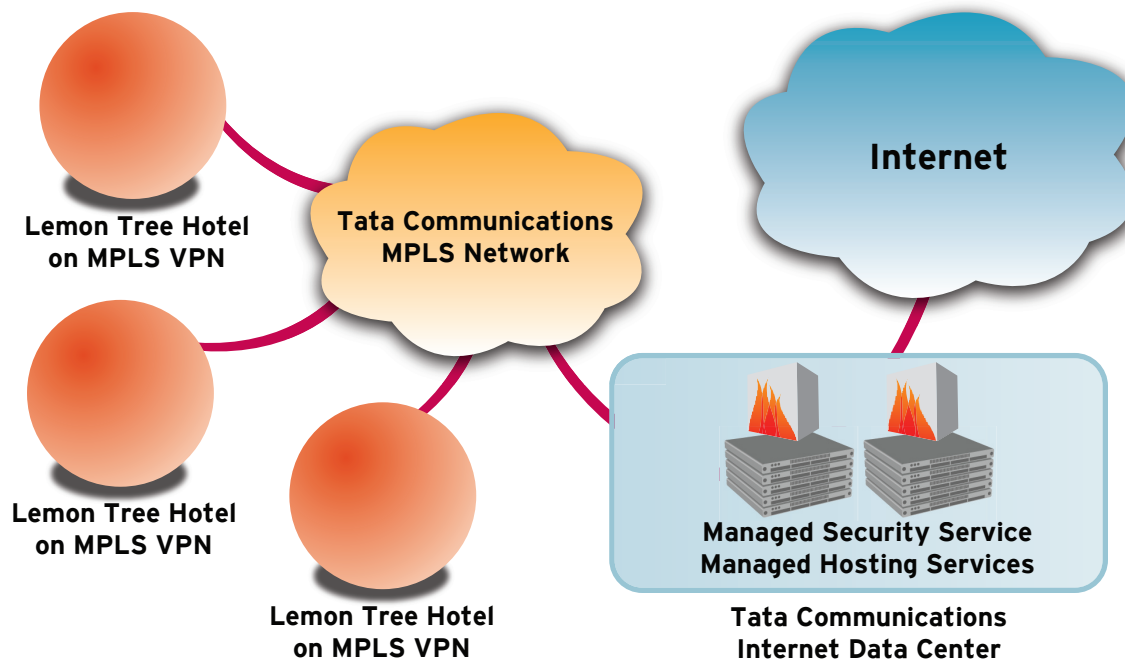 Internet
Tata Communications
MPLS Network
Lemon Tree Hotel
on MPLS VPN
Lemon Tree Hotel
on MPLS VPN
Lemon Tree Hotel
on MPLS VPN
Managed Security Service
Managed Hosting Services
Tata Communications
Internet Data Center